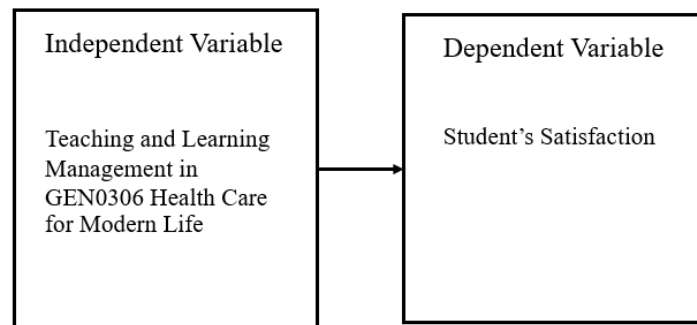 Independent Variable
Teaching and Learning
Management in
GEN0306 Health Care
for Modern Life
Dependent Variable
Student’s Satisfaction